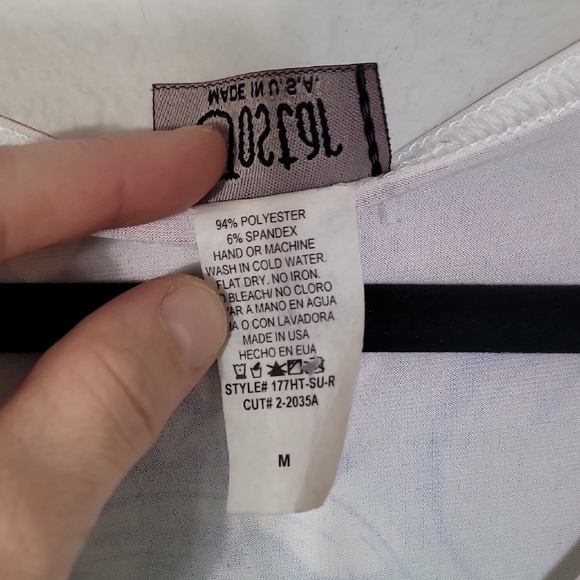 MADE IN U.S.A.
Jostar
94% POLYESTER
6% SPANDEX
HAND OR MACHINE
WASH IN COLD WATER.
FLAT DRY. NO IRON.
BLEACH/ NO CLORO
A MANO EN AGUA
O CON LAVADORA
MADE IN USA
HECHO EN EUA
STYLE# 177HT-SU-R
CUT# 2-2035A
M